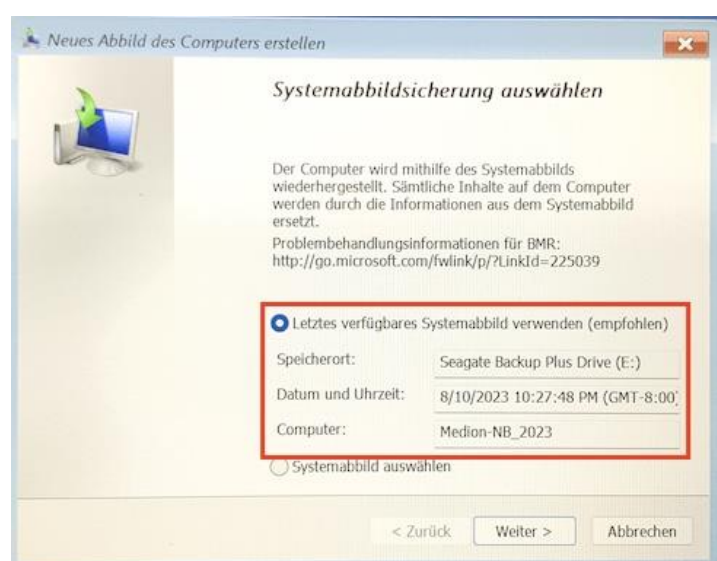 Neues Abbild des Computers erstellen
Systemabbildsicherung auswählen
Der Computer wird mithilfe des Systemabbilds
wiederhergestellt. Sämtliche Inhalte auf dem Computer
werden durch die Informationen aus dem Systemabbild
ersetzt.
Problembehandlungsinformationen für BMR:
http://go.microsoft.com/fwlink/p/?LinkId=225039
Letztes verfügbares Systemabbild verwenden (empfohlen)
Speicherort: Seagate Backup Plus Drive (E:)
Datum und Uhrzeit: 8/10/2023 10:27:48 PM (GMT-8:00)
Computer: Medion-NB_2023
Systemabbild auswählen
< Zurück Weiter > Abbrechen